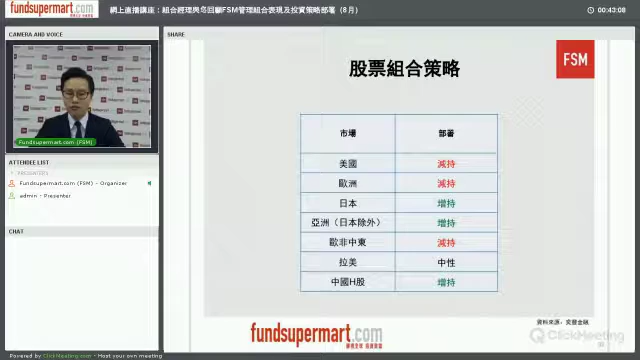 fundsupermart.com
網上直播講座：組合經理與你回顧FSM管理組合表現及投資策略部署（8月）
00:43:08
CAMERA AND VOICE
SHARE
Fundsupermart.com (FSM)
ATTENDEE LIST
PRESENTERS
Fundsupermart.com (FSM) - Organizer
admin - Presenter
CHAT
股票組合策略
FSM
市場 部署
美國 減持
歐洲 減持
日本 增持
亞洲（日本除外） 增持
歐非中東 減持
拉美 中性
中國H股 增持
資料來源：奕豐金融
fundsupermart.com
ClickMeeting
Powered by ClickMeeting.com - Host your own meeting